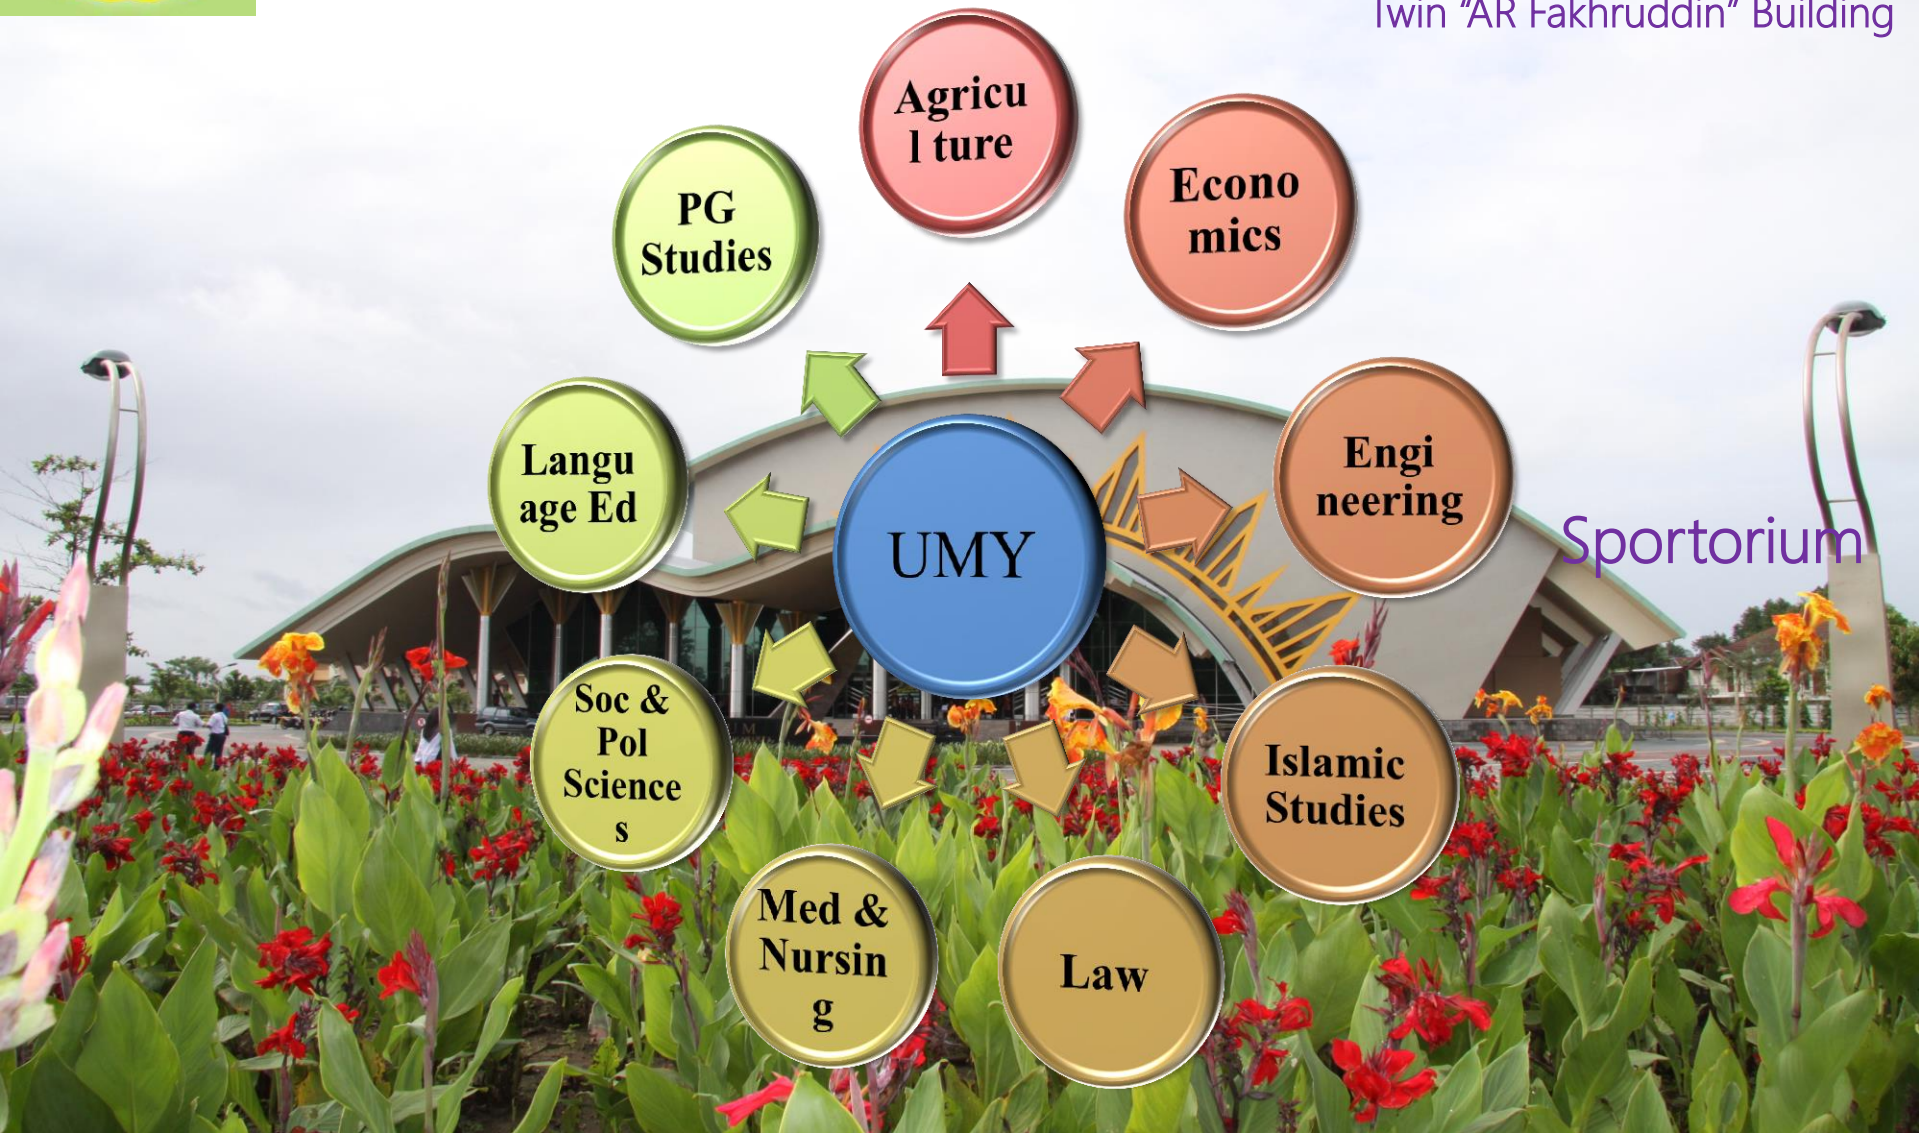 Twin “AR Fakhruddin” Building
Agricu
l ture
Econo
mics
PG
Studies
Engi
neering
Langu
age Ed
UMY
Sportorium
Soc &
Pol
Science
s
Islamic
Studies
Med &
Nursin
g
Law